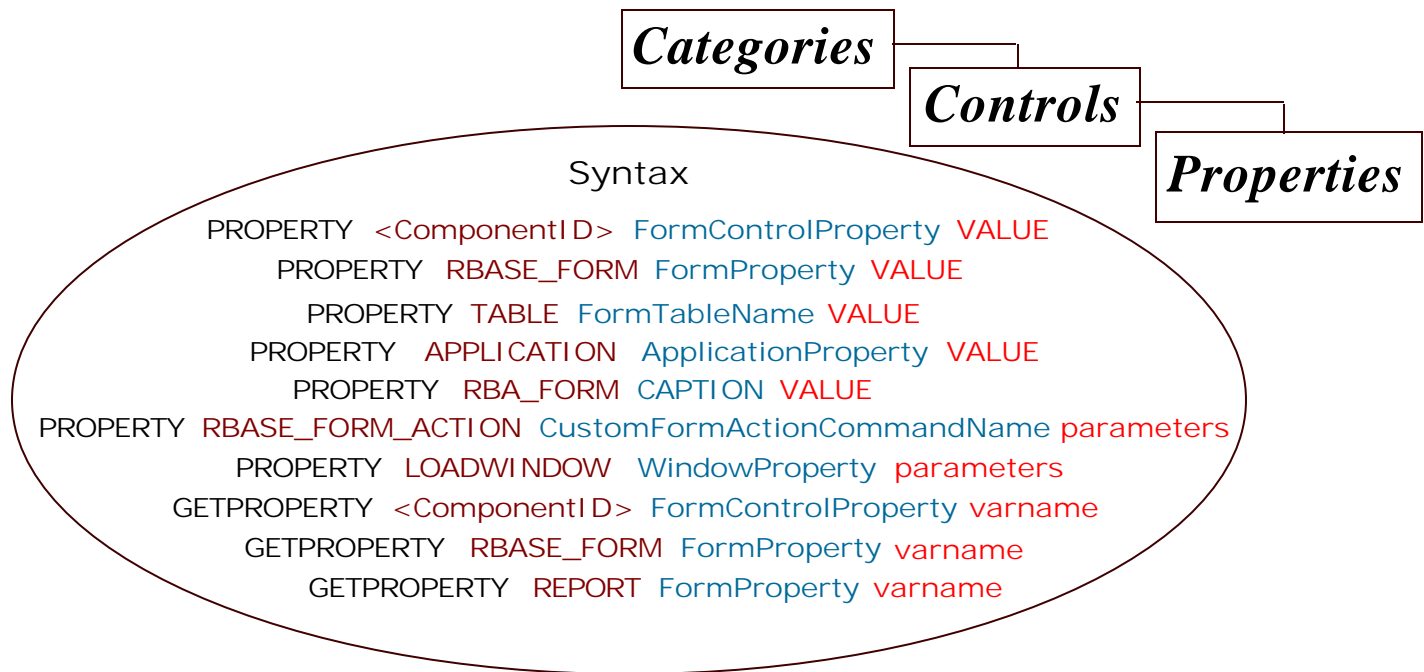 Categories
Controls
Properties
Syntax
PROPERTY <ComponentID> FormControlProperty VALUE
PROPERTY RBASE_FORM FormProperty VALUE
PROPERTY TABLE FormTableName VALUE
PROPERTY APPLICATION ApplicationProperty VALUE
PROPERTY RBA_FORM CAPTION VALUE
PROPERTY RBASE_FORM_ACTION CustomFormActionCommandName parameters
PROPERTY LOADWINDOW WindowProperty parameters
GETPROPERTY <ComponentID> FormControlProperty varname
GETPROPERTY RBASE_FORM FormProperty varname
GETPROPERTY REPORT FormProperty varname